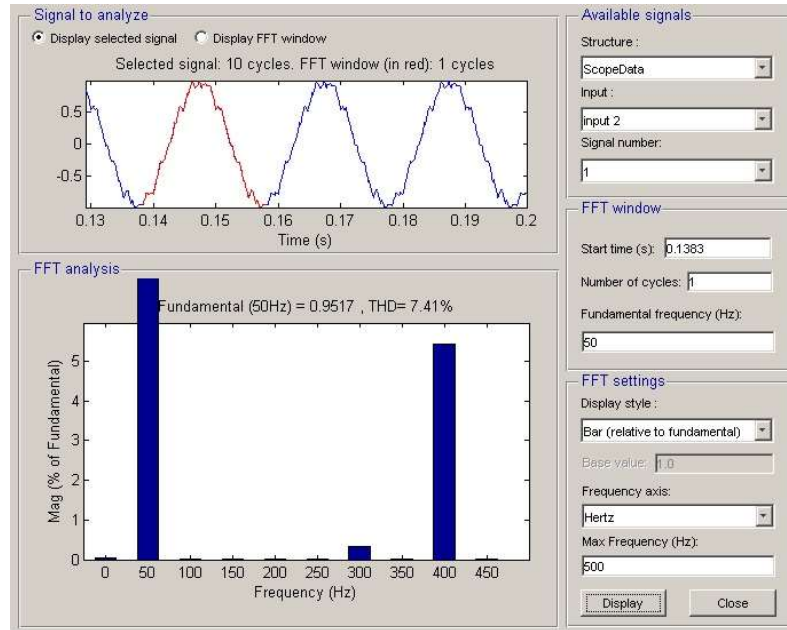 Signal to analyze
Display selected signal Display FFT window
Selected signal: 10 cycles. FFT window (in red): 1 cycles
0.5
0
-0.5
0.13 0.14 0.15 0.16 0.17 0.18 0.19 0.2
Time (s)
FFT analysis
Fundamental (50Hz) = 0.9517 , THD= 7.41%
Mag (% of Fundamental)
5
4
3
2
1
0
0 50 100 150 200 250 300 350 400 450
Frequency (Hz)
Available signals
Structure :
ScopeData
Input :
input 2
Signal number:
1
FFT window
Start time (s): 0.1383
Number of cycles: 1
Fundamental frequency (Hz):
50
FFT settings
Display style :
Bar (relative to fundamental)
Base value: 1.0
Frequency axis:
Hertz
Max Frequency (Hz):
500
Display Close